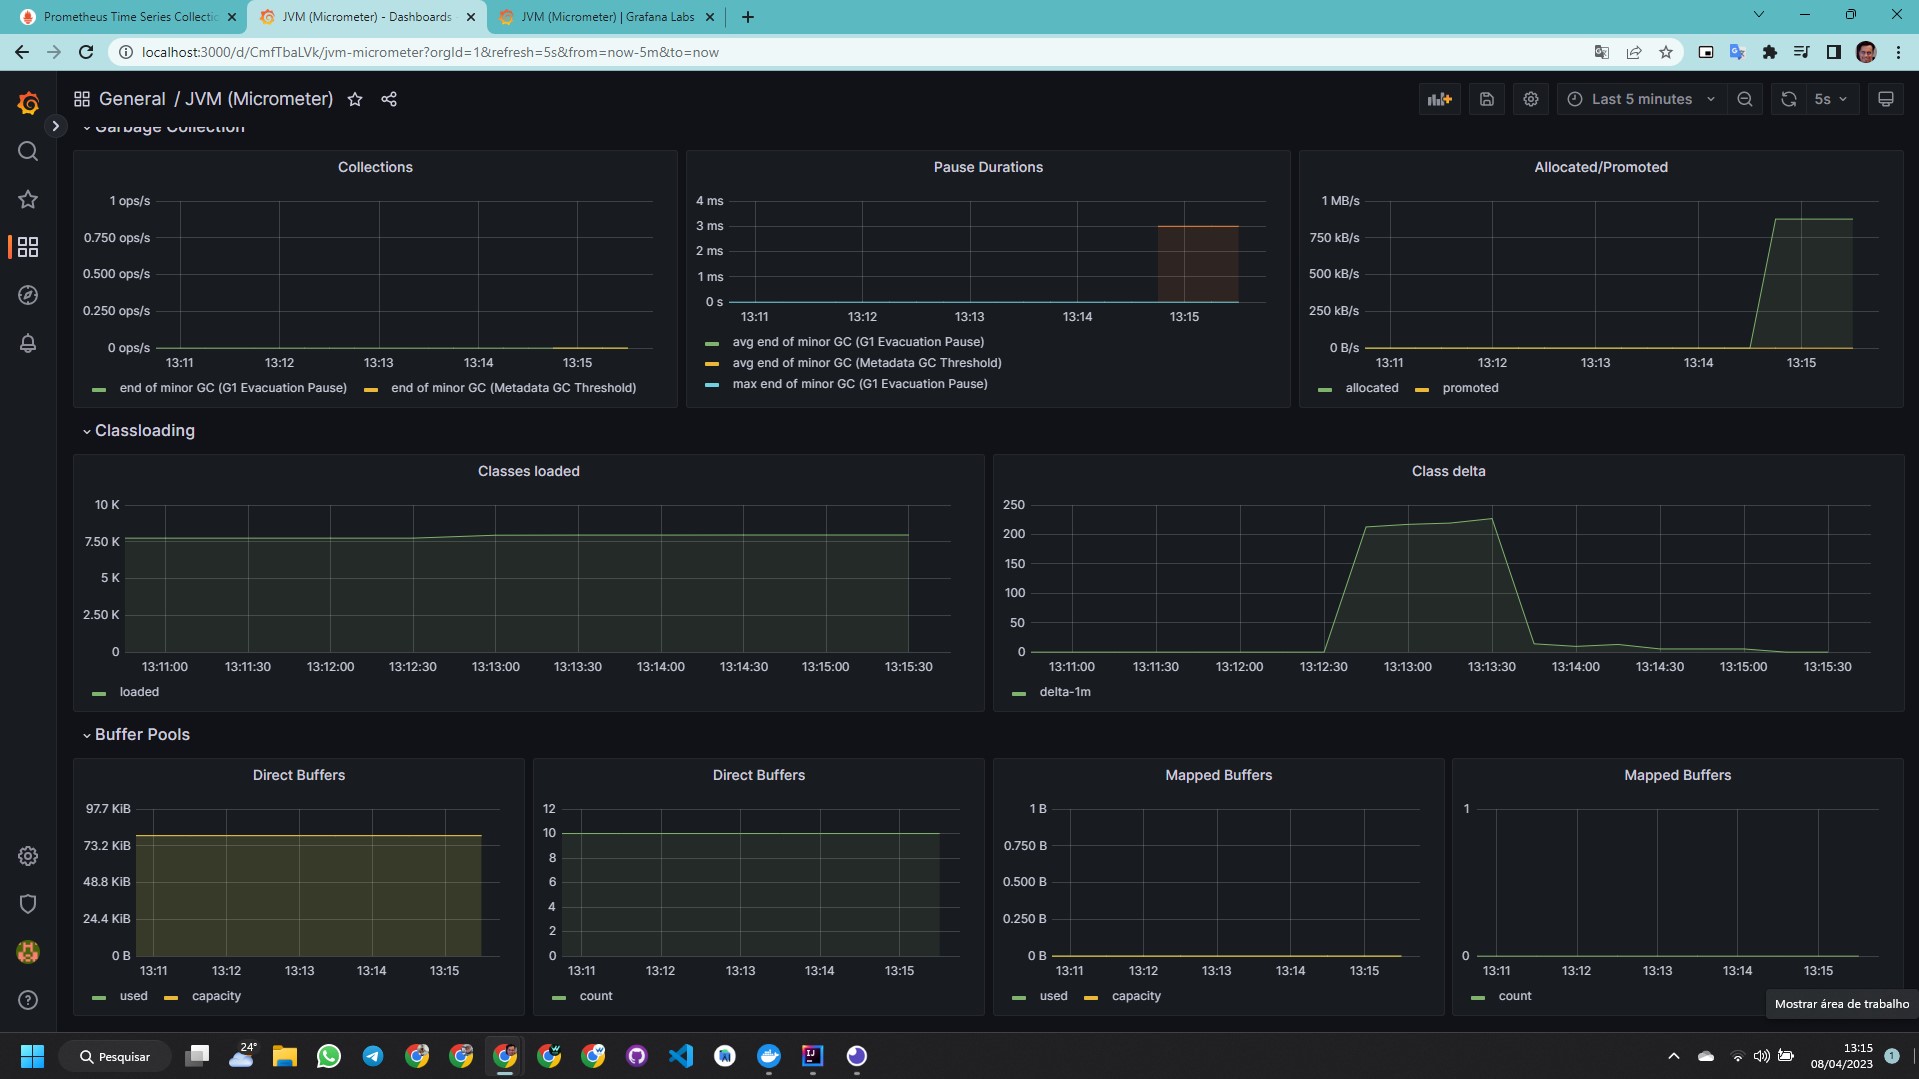 Prometheus Time Series Collectic
JVM (Micrometer) - Dashboards
JVM (Micrometer) | Grafana Labs
localhost:3000/d/CmfTbaLVk/jvm-micrometer?orgId=1&refresh=5s&from=now-5m&to=now
General / JVM (Micrometer)
Last 5 minutes
5s
Garbage Collection
Collections
1 ops/s
0.750 ops/s
0.500 ops/s
0.250 ops/s
0 ops/s
13:11 13:12 13:13 13:14 13:15
end of minor GC (G1 Evacuation Pause) end of minor GC (Metadata GC Threshold)
Pause Durations
4 ms
3 ms
2 ms
1 ms
0 s
13:11 13:12 13:13 13:14 13:15
avg end of minor GC (G1 Evacuation Pause)
avg end of minor GC (Metadata GC Threshold)
max end of minor GC (G1 Evacuation Pause)
Allocated/Promoted
1 MB/s
750 kB/s
500 kB/s
250 kB/s
0 B/s
13:11 13:12 13:13 13:14 13:15
allocated promoted
Classloading
Classes loaded
10 K
7.50 K
5 K
2.50 K
0
13:11:00 13:11:30 13:12:00 13:12:30 13:13:00 13:13:30 13:14:00 13:14:30 13:15:00 13:15:30
loaded
Class delta
250
200
150
100
50
0
13:11:00 13:11:30 13:12:00 13:12:30 13:13:00 13:13:30 13:14:00 13:14:30 13:15:00 13:15:30
delta-1m
Buffer Pools
Direct Buffers
97.7 KiB
73.2 KiB
48.8 KiB
24.4 KiB
0 B
13:11 13:12 13:13 13:14 13:15
used capacity
Direct Buffers
12
10
8
6
4
2
0
13:11 13:12 13:13 13:14 13:15
count
Mapped Buffers
1 B
0.750 B
0.500 B
0.250 B
0 B
13:11 13:12 13:13 13:14 13:15
used capacity
Mapped Buffers
1
0
13:11 13:12 13:13 13:14 13:15
count
Mostrar área de trabalho
Pesquisar
24°
13:15
08/04/2023
1